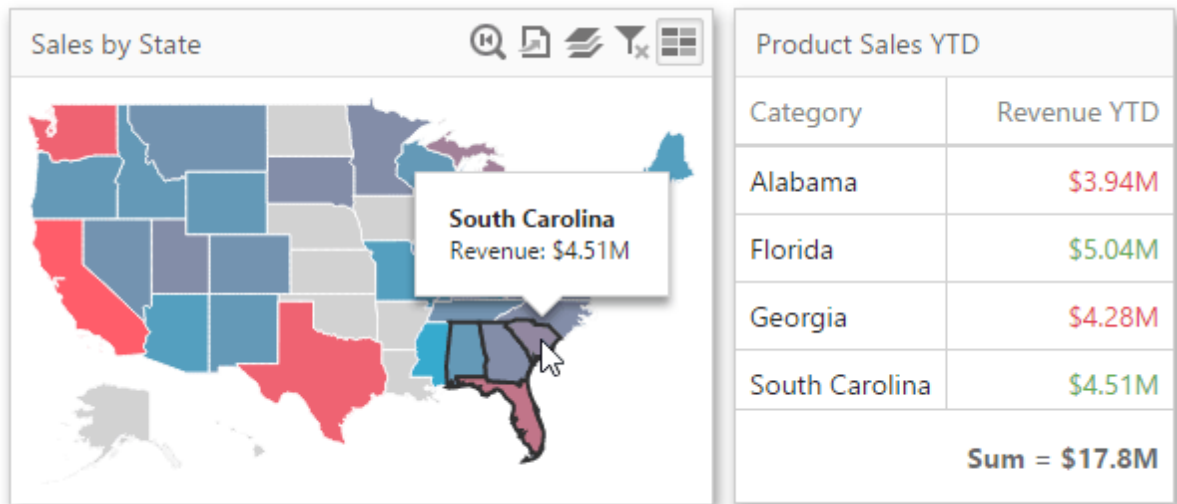 Sales by State
South Carolina
Revenue: $4.51M
Product Sales YTD
Category Revenue YTD
Alabama $3.94M
Florida $5.04M
Georgia $4.28M
South Carolina $4.51M
Sum = $17.8M